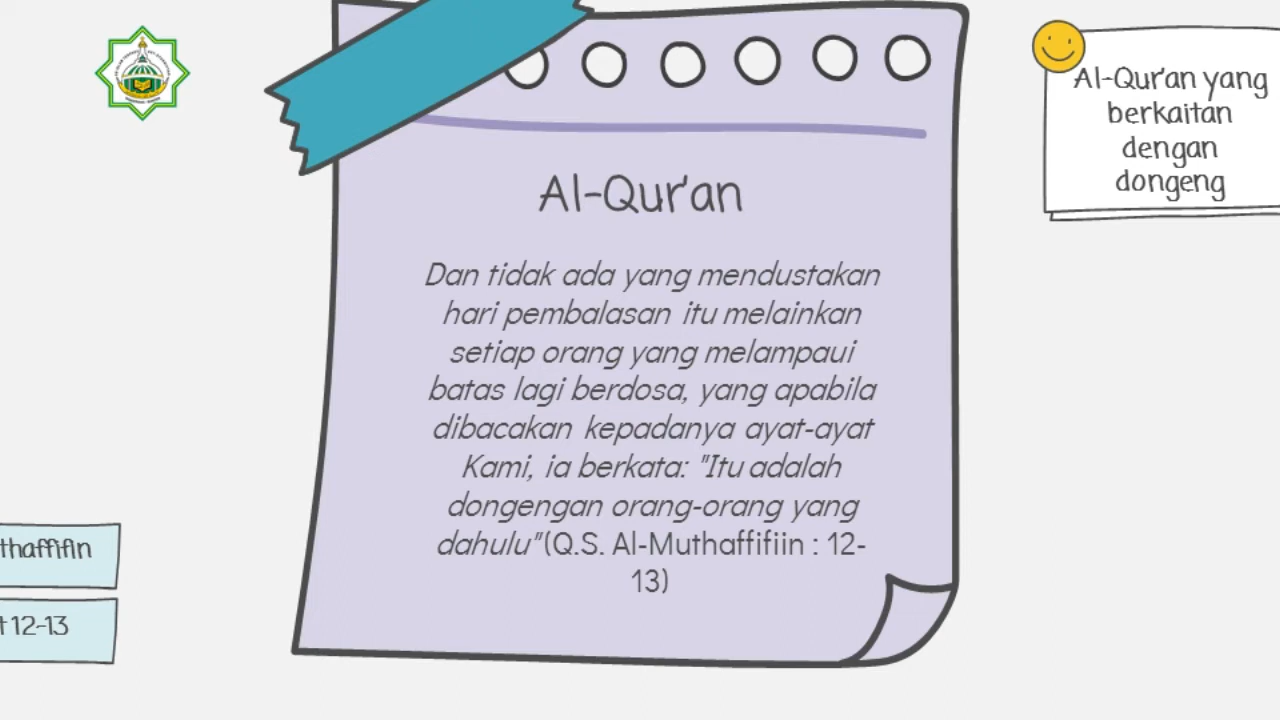 Al-Qur'an yang
berkaitan
dengan
dongeng
Al-Qur'an
Dan tidak ada yang mendustakan
hari pembalasan itu melainkan
setiap orang yang melampaui
batas lagi berdosa, yang apabila
dibacakan kepadanya ayat-ayat
Kami, ia berkata: "Itu adalah
dongengan orang-orang yang
dahulu"(Q.S. Al-Muthaffifiin : 12-
13)
thaffifin
t 12-13